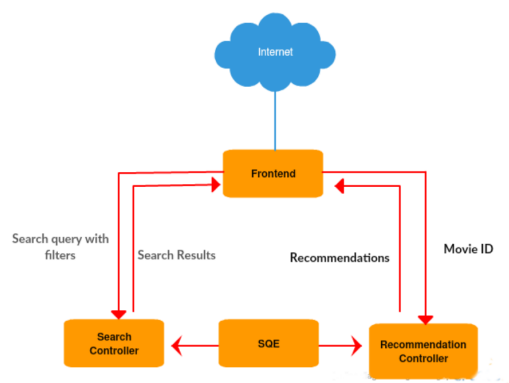 Internet
Frontend
Search query with
filters
Search Results
Recommendations
Movie ID
Search
Controller
SQE
Recommendation
Controller